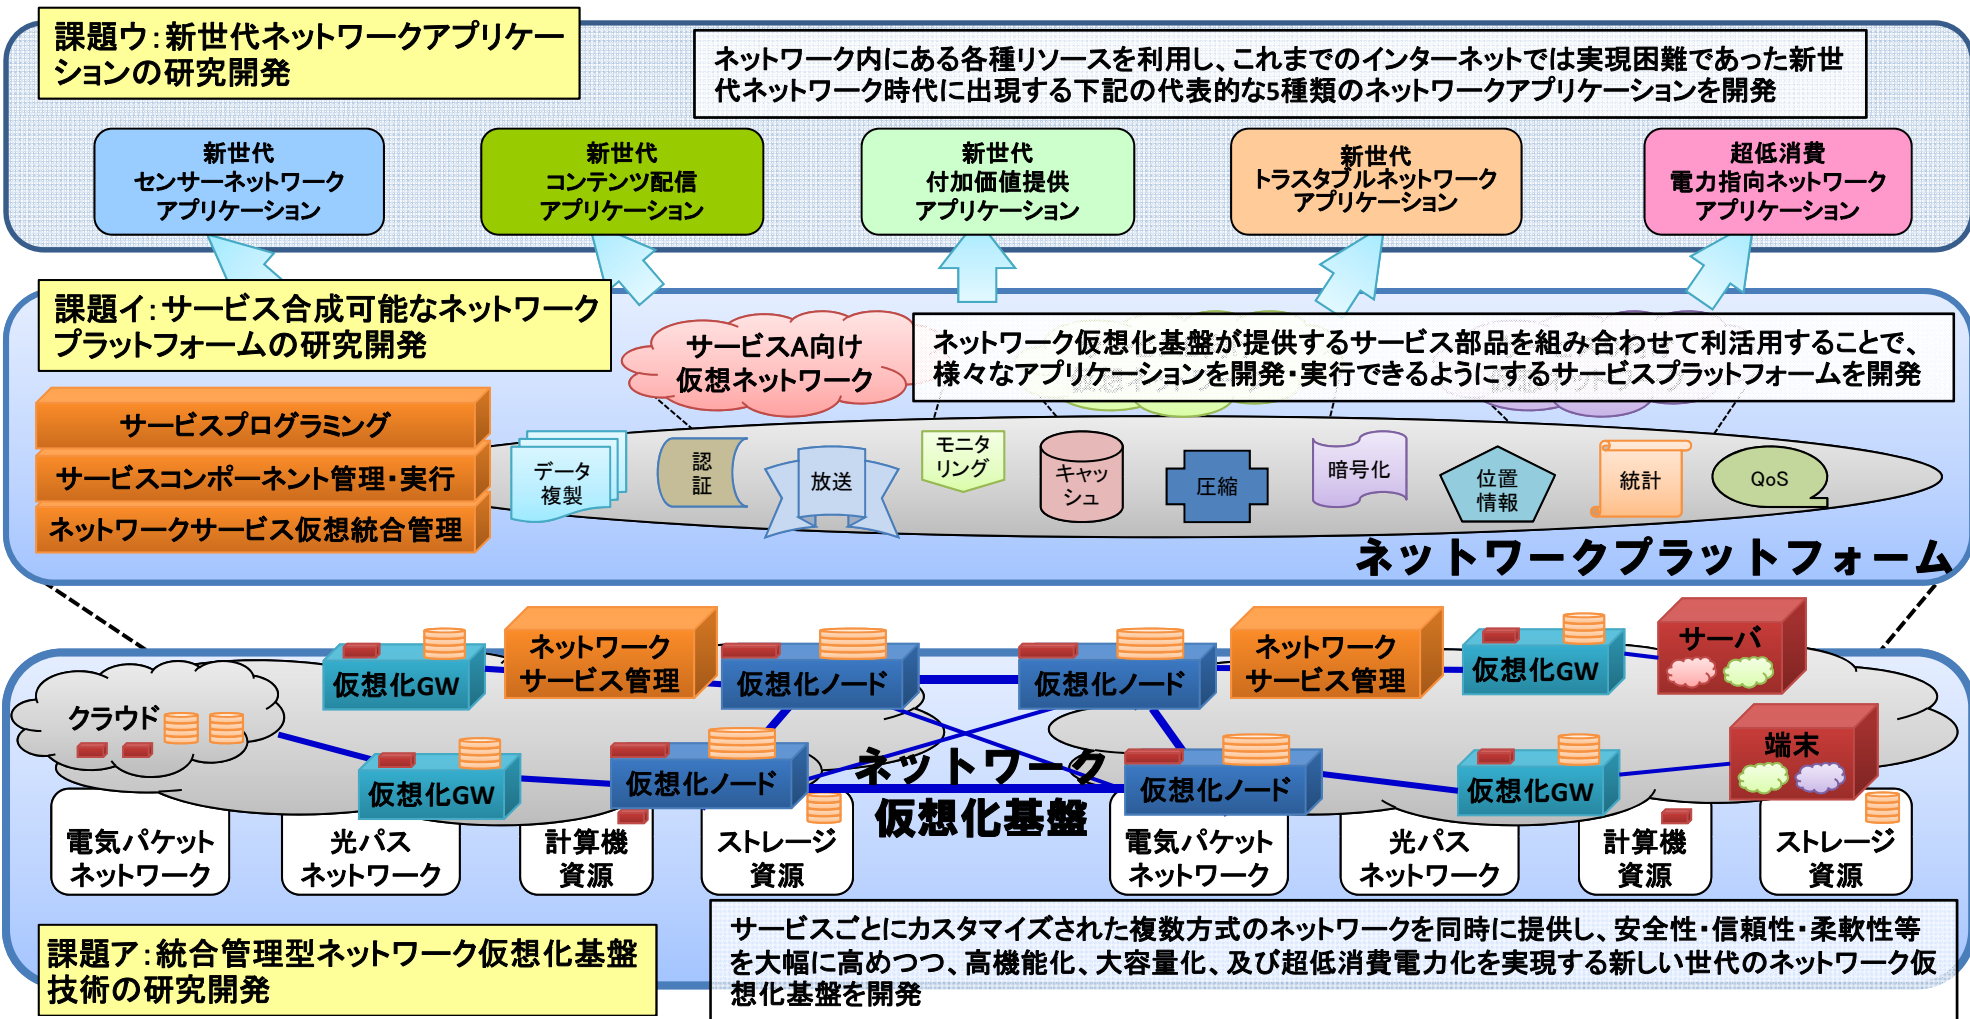 課題ウ：新世代ネットワークアプリケー
ションの研究開発
ネットワーク内にある各種リソースを利用し、これまでのインターネットでは実現困難であった新世
代ネットワーク時代に出現する下記の代表的な5種類のネットワークアプリケーションを開発
新世代
センサーネットワーク
アプリケーション
新世代
コンテンツ配信
アプリケーション
新世代
付加価値提供
アプリケーション
新世代
トラスタブルネットワーク
アプリケーション
超低消費
電力指向ネットワーク
アプリケーション
課題イ：サービス合成可能なネットワーク
プラットフォームの研究開発
サービスA向け
仮想ネットワーク
ネットワーク仮想化基盤が提供するサービス部品を組み合わせて利活用することで、
様々なアプリケーションを開発・実行できるようにするサービスプラットフォームを開発
サービスプログラミング
サービスコンポーネント管理・実行
ネットワークサービス仮想統合管理
データ
複製
認
証
放送
モニタ
リング
キャッ
シュ
圧縮
暗号化
位置
情報
統計
QoS
ネットワークプラットフォーム
仮想化GW
ネットワーク
サービス管理
仮想化ノード
仮想化ノード
ネットワーク
サービス管理
仮想化GW
サーバ
クラウド
仮想化GW
仮想化ノード
ネットワーク
仮想化基盤
仮想化ノード
仮想化GW
端末
電気パケット
ネットワーク
光パス
ネットワーク
計算機
資源
ストレージ
資源
電気パケット
ネットワーク
光パス
ネットワーク
計算機
資源
ストレージ
資源
課題ア：統合管理型ネットワーク仮想化基盤
技術の研究開発
サービスごとにカスタマイズされた複数方式のネットワークを同時に提供し、安全性・信頼性・柔軟性等
を大幅に高めつつ、高機能化、大容量化、及び超低消費電力化を実現する新しい世代のネットワーク仮
想化基盤を開発